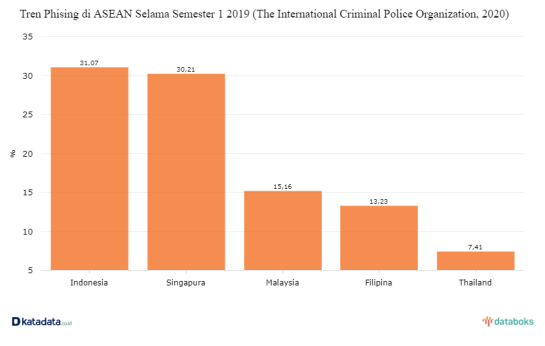 Tren Phising di ASEAN Selama Semester 1 2019 (The International Criminal Police Organization, 2020)
35
30
25
20
15
10
5
%
31,07
30,21
15,16
13,23
7,41
Indonesia
Singapura
Malaysia
Filipina
Thailand
katadata.co.id
databoks